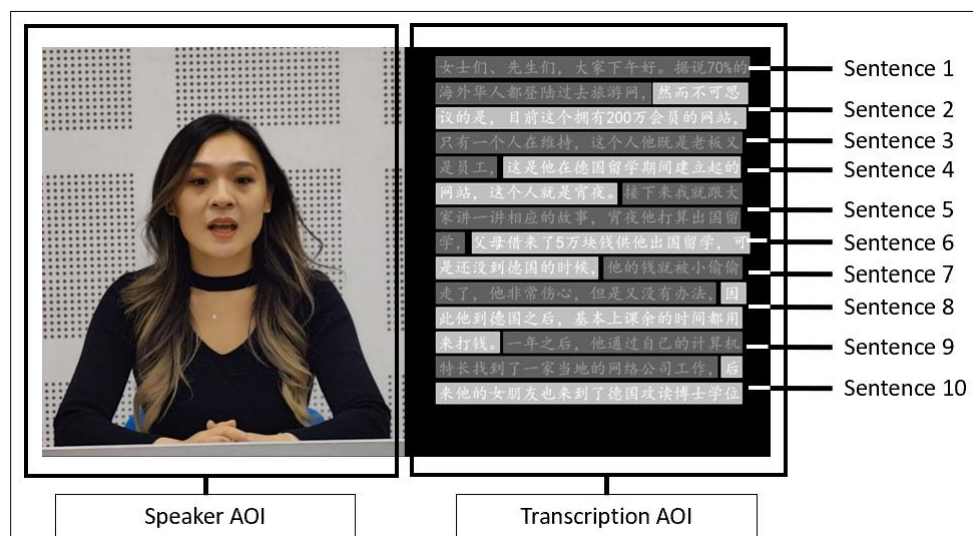 女士们、先生们，大家下午好。据说70%的
海外华人都登陆过去旅游网，然而不可思
议的是，目前这个拥有200万会员的网站，
只有一个人在维持，这个人他既是老板又
是员工，这是他在德国留学期间建立起的
网站，这个人就是宵夜。接下来我就跟大
家讲一讲相应的故事，宵夜他打算出国留
学，父母借来了5万块钱供他出国留学，可
是还没到德国的时候，他的钱就被小偷偷
走了，他非常伤心，但是又没有办法，因
此他到德国之后，基本上课余的时间都用
来打钱。一年之后，他通过自己的计算机
特长找到了一家当地的网络公司工作，后
来他的女朋友也来到了德国攻读博士学位
Sentence 1
Sentence 2
Sentence 3
Sentence 4
Sentence 5
Sentence 6
Sentence 7
Sentence 8
Sentence 9
Sentence 10
Speaker AOI
Transcription AOI